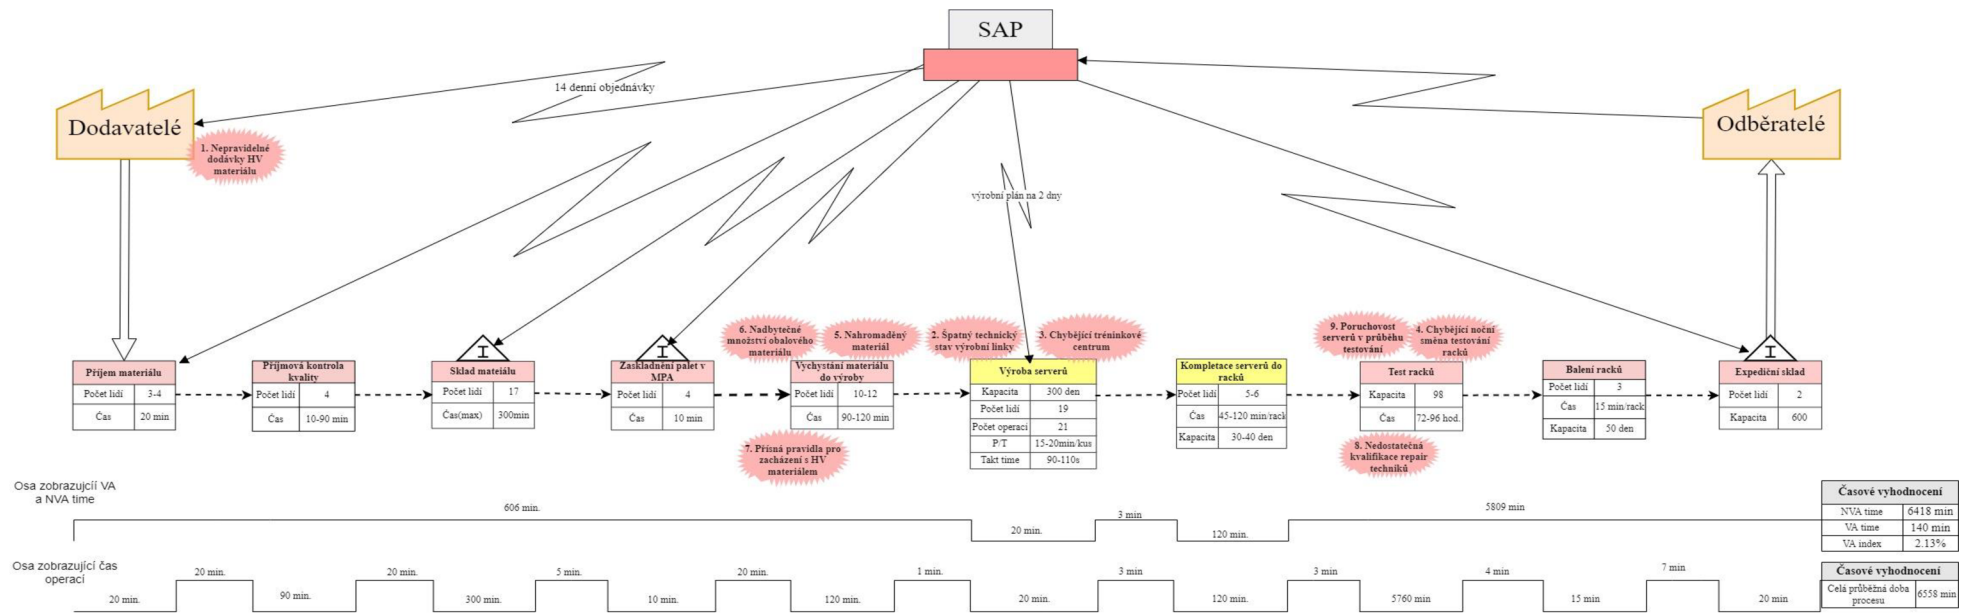 SAP
14 denní objednávky
Dodavatelé
Odběratelé
1. Nepravidelné
dodávky HV
materiálu
výrobní plán na 2 dny
6. Nadbytečné
množství obalového
materiálu
5. Nahromaděný
materiál
2. Špatný technický
stav výrobní linky
3. Chybějící tréninkové
centrum
9. Poruchovost
serverů v průběhu
testování
4. Chybějící noční
směna testování
racků
7. Přísná pravidla pro
zacházení s HV
materiálem
8. Nedostatečná
kvalifikace repair
techniků
Příjem materiálu
Počet lidí 3-4
Čas 20 min
Příjmová kontrola
kvality
Počet lidí 4
Čas 10-90 min
I
Sklad mateiálu
Počet lidí 17
Čas(max) 300min
I
Zaskladnění palet v
MPA
Počet lidí 4
Čas 10 min
Vychystání materiálu
do výroby
Počet lidí 10-12
Čas 90-120 min
Výroba serverů
Kapacita 300 den
Počet lidí 19
Počet operací 21
P/T 15-20min/kus
Takt time 90-110s
Kompletace serverů do
racků
Počet lidí 5-6
Čas 45-120 min/rack
Kapacita 30-40 den
Test racků
Kapacita 98
Čas 72-96 hod.
Balení racků
Počet lidí 3
Čas 15 min/rack
Kapacita 50 den
I
Expediční sklad
Počet lidí 2
Kapacita 600
Osa zobrazujcíí VA
a NVA time
606 min.
20 min.
3 min
120 min.
5809 min
Časové vyhodnocení
NVA time 6418 min
VA time 140 min
VA index 2.13%
Osa zobrazující čas
operací
20 min.
20 min.
90 min.
20 min.
300 min.
5 min.
10 min.
20 min.
120 min.
1 min.
20 min.
3 min
120 min.
3 min
5760 min
4 min
15 min
7 min
20 min
Časové vyhodnocení
Celá průběžná doba
procesu
6558 min